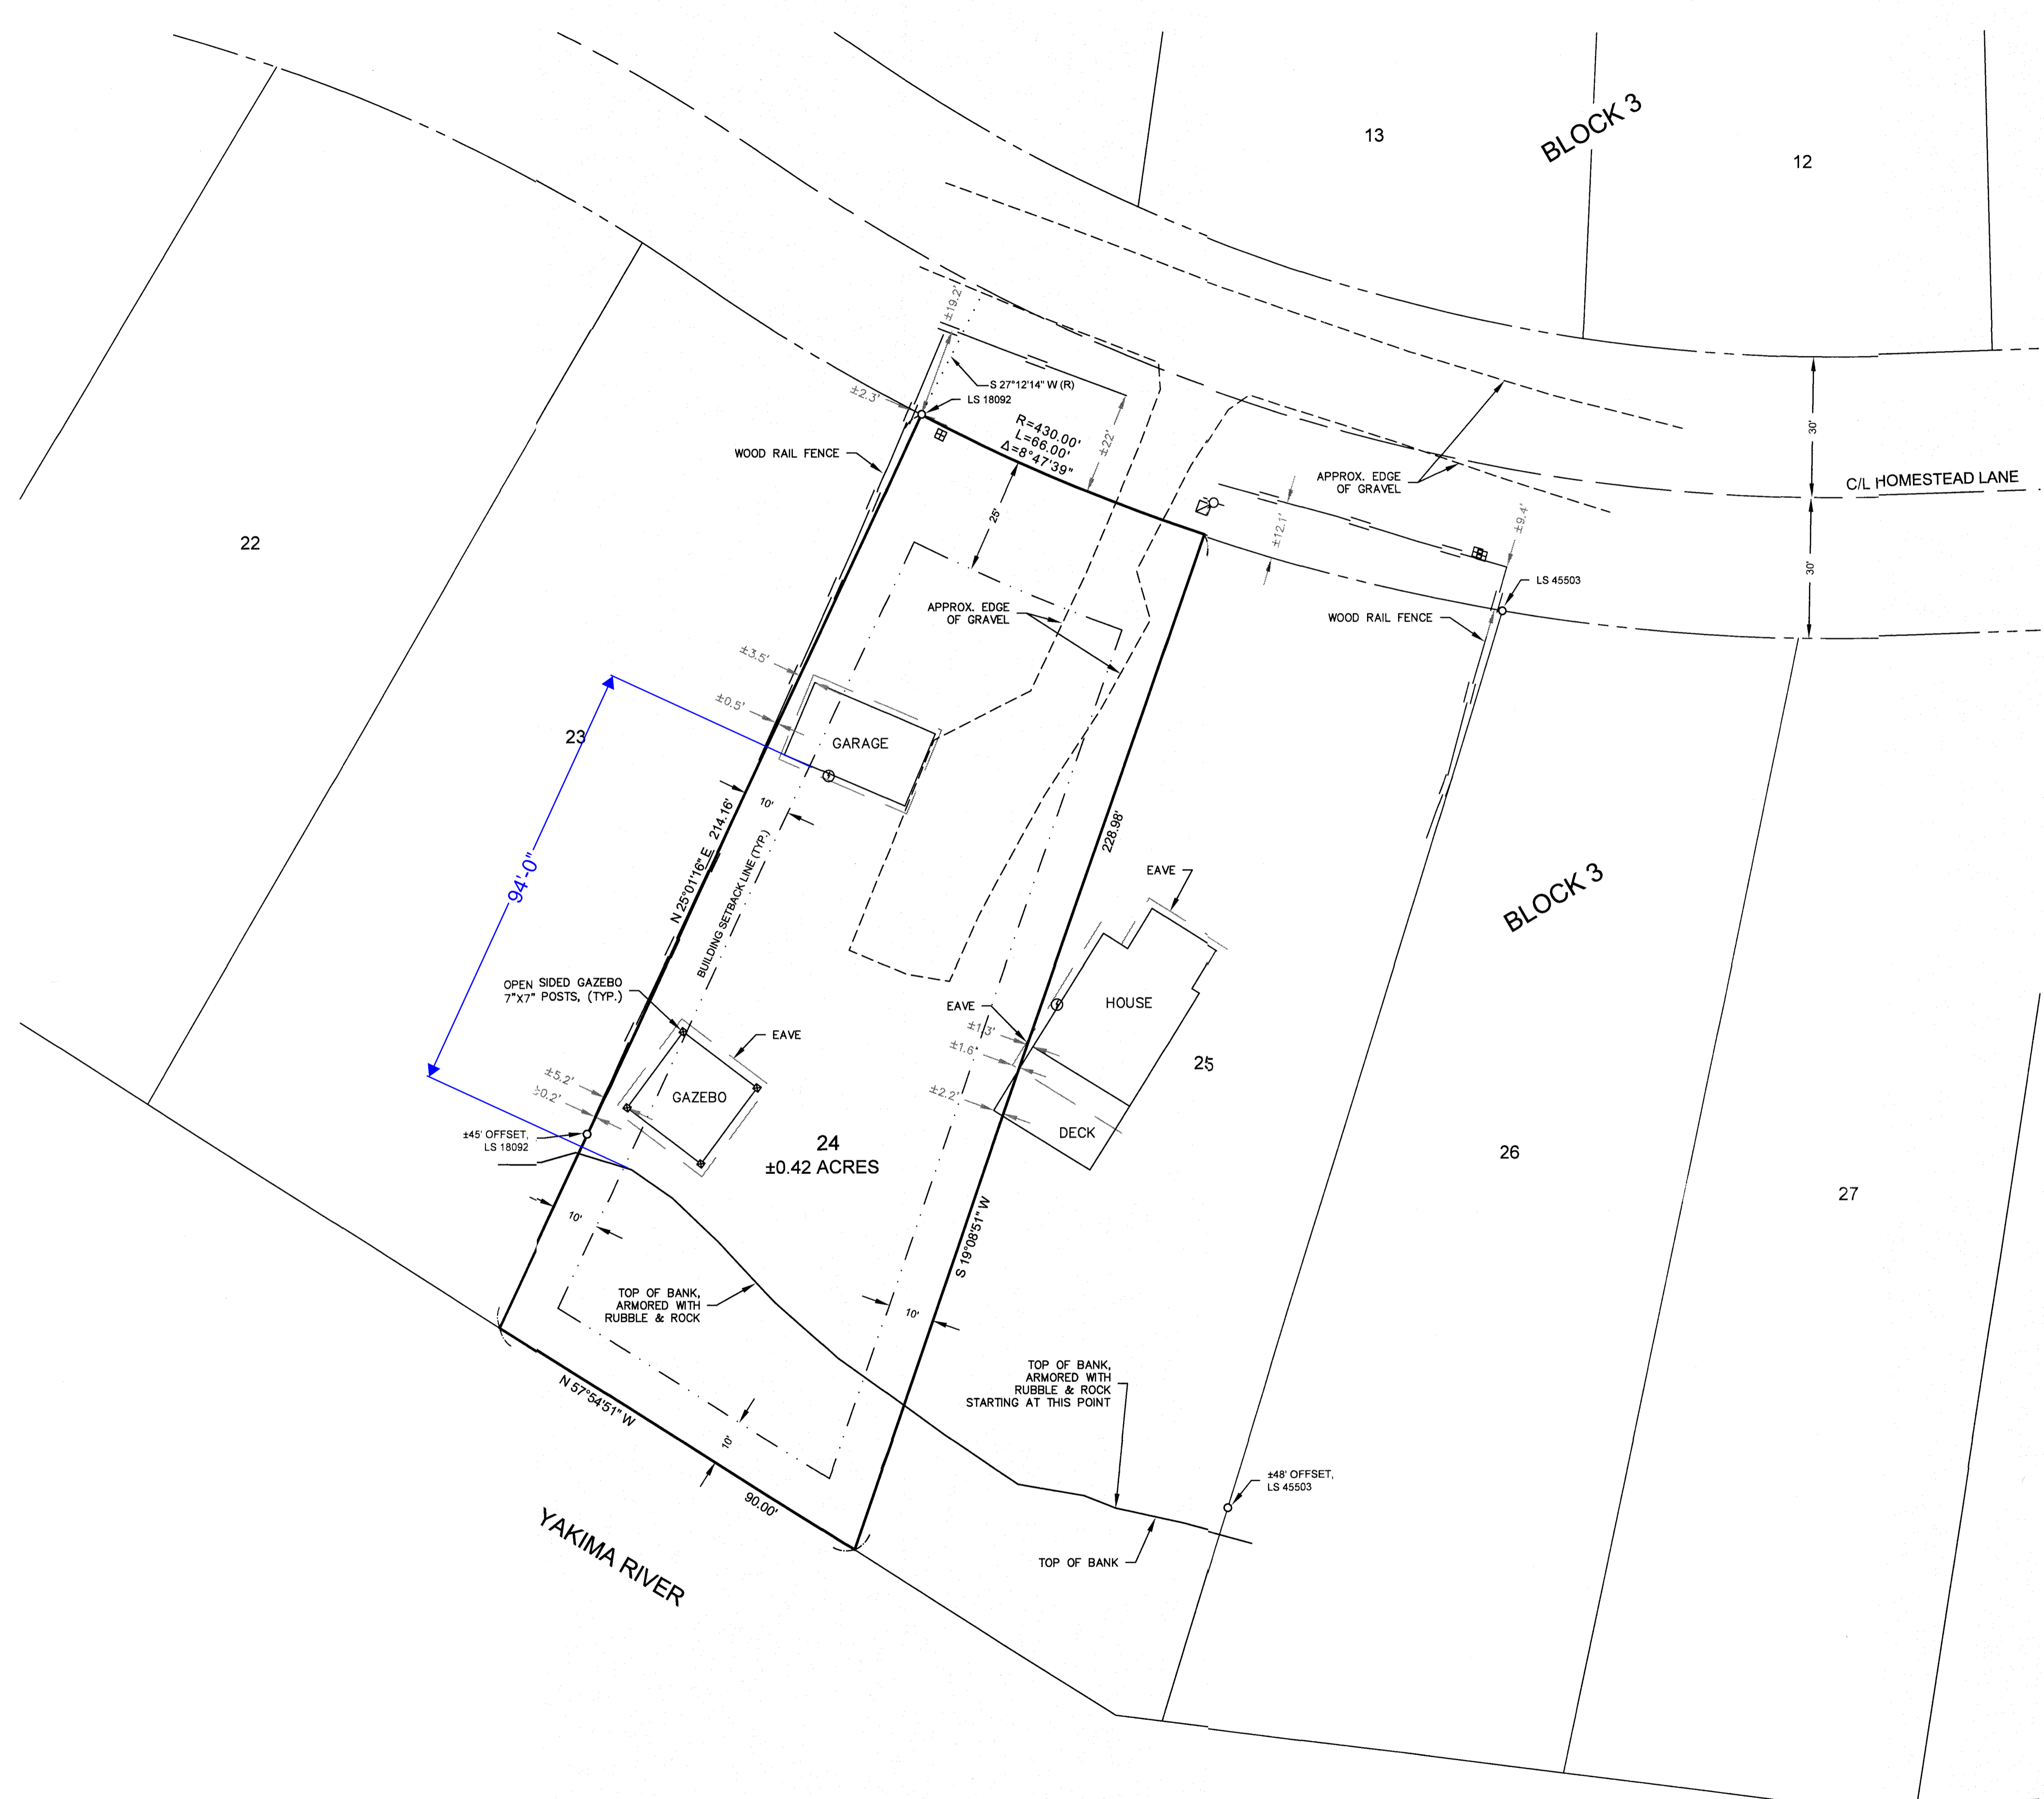 BLOCK 3
13
12
±19.2'
S 27°12'14" W (R)
LS 18092
±2.3'
R=430.00'
L=66.00'
Δ=8°47'39"
±22'
WOOD RAIL FENCE
30'
APPROX. EDGE
OF GRAVEL
C/L HOMESTEAD LANE
25'
±12.1'
±9.4'
22
30'
LS 45503
APPROX. EDGE
OF GRAVEL
WOOD RAIL FENCE
±3.5'
±0.5'
23
GARAGE
10'
N 25°01'16" E 214.16'
BUILDING SETBACK LINE (TYP.)
228.98'
94'-0"
EAVE
BLOCK 3
OPEN SIDED GAZEBO
7"X7" POSTS, (TYP.)
EAVE
HOUSE
EAVE
±1.3'
±1.6'
25
±5.2'
GAZEBO
±2.2'
±0.2'
DECK
±45' OFFSET,
LS 18092
24
±0.42 ACRES
26
27
10'
S 19°08'51" W
TOP OF BANK,
ARMORED WITH
RUBBLE & ROCK
10'
TOP OF BANK,
ARMORED WITH
RUBBLE & ROCK
STARTING AT THIS POINT
N 57°54'51" W
10'
90.00'
±48' OFFSET,
LS 45503
YAKIMA RIVER
TOP OF BANK